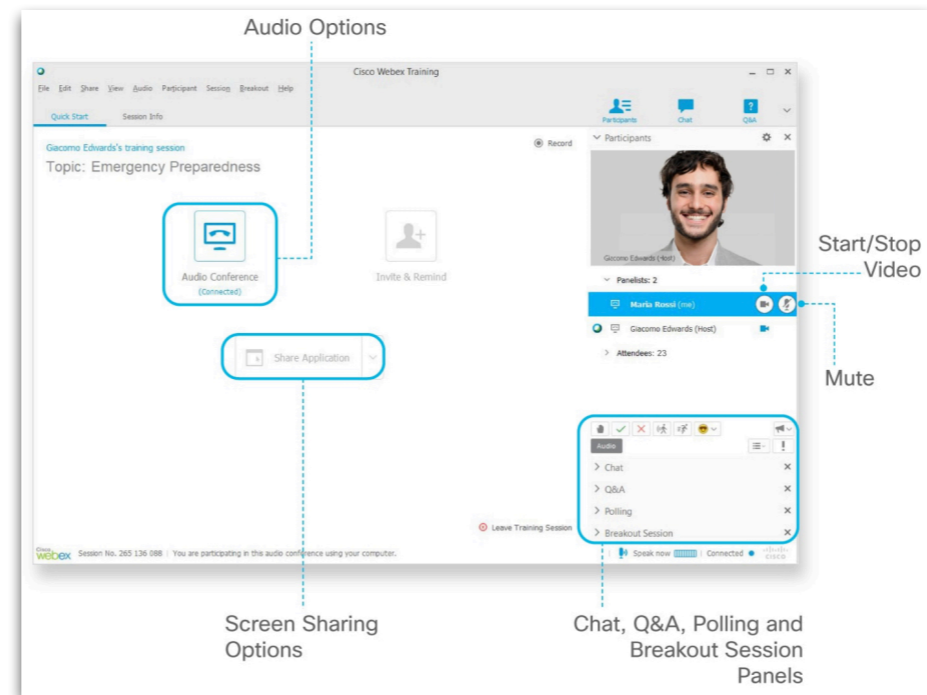 Audio Options
Cisco Webex Training
File Edit Share View Audio Participant Session Breakout Help
Quick Start Session Info
Participants Chat Q&A
Giacomo Edwards's training session
Record
Participants
Topic: Emergency Preparedness
Giacomo Edwards (Host)
Start/Stop
Video
Audio Conference
(Connected)
Invite & Remind
Panelists: 2
Maria Rossi (me)
Giacomo Edwards (Host)
Share Application
Attendees: 23
Mute
Audio
Chat
Q&A
Polling
Leave Training Session
Breakout Session
Cisco webex Session No. 265 136 088 You are participating in this audio conference using your computer.
Speak now Connected
CISCO
Screen Sharing
Options
Chat, Q&A, Polling and
Breakout Session
Panels